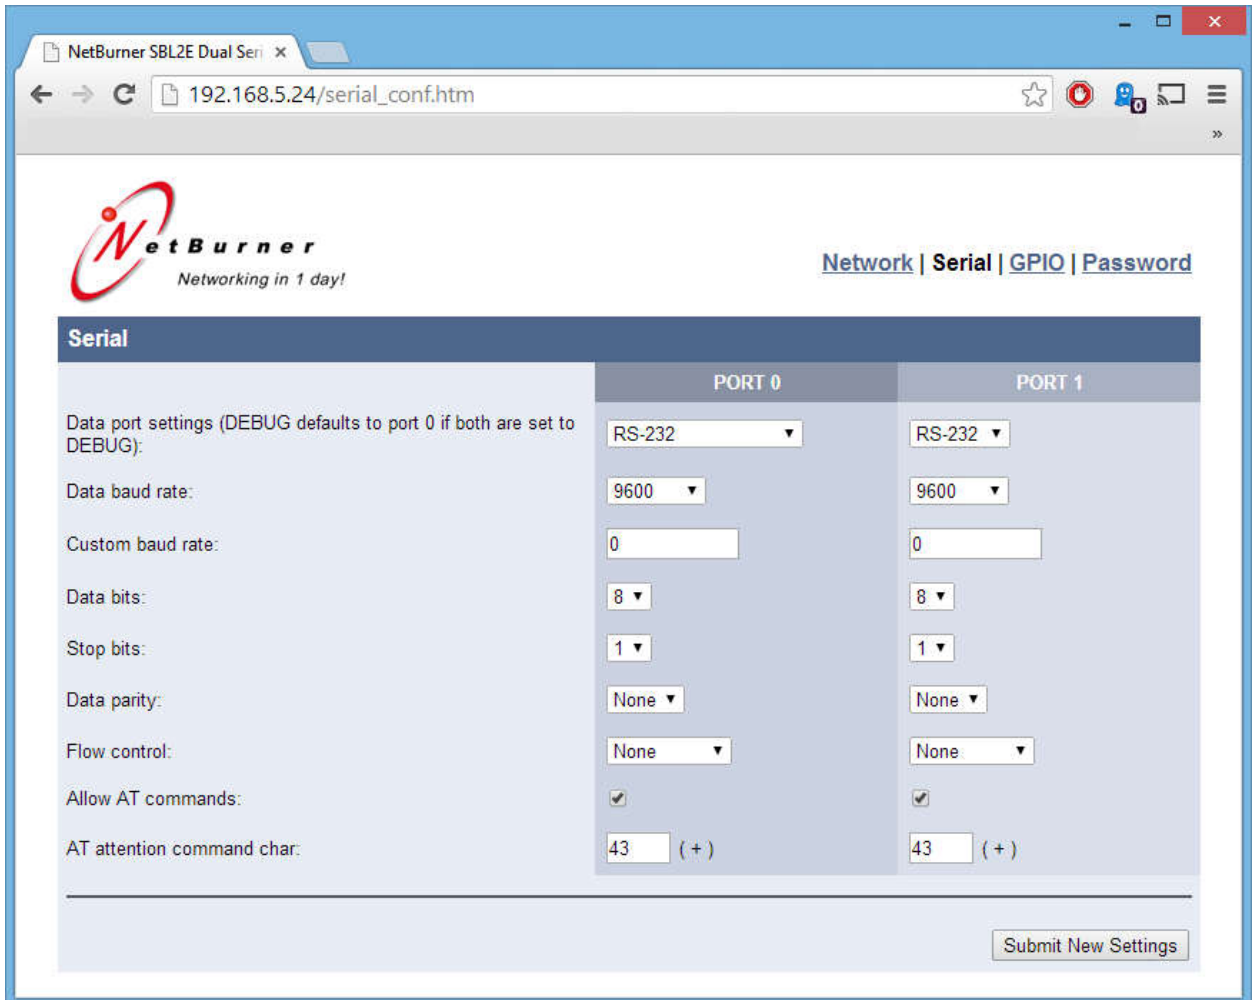 NetBurner SBL2E Dual Seri
192.168.5.24/serial_conf.htm
0
»
NetBurner
Networking in 1 day!
Network | Serial | GPIO | Password
Serial
PORT 0 PORT 1
Data port settings (DEBUG defaults to port 0 if both are set to
DEBUG):
RS-232 RS-232
Data baud rate: 9600 9600
Custom baud rate: 0 0
Data bits: 8 8
Stop bits: 1 1
Data parity: None None
Flow control: None None
Allow AT commands:
AT attention command char: 43 ( + ) 43 ( + )
Submit New Settings